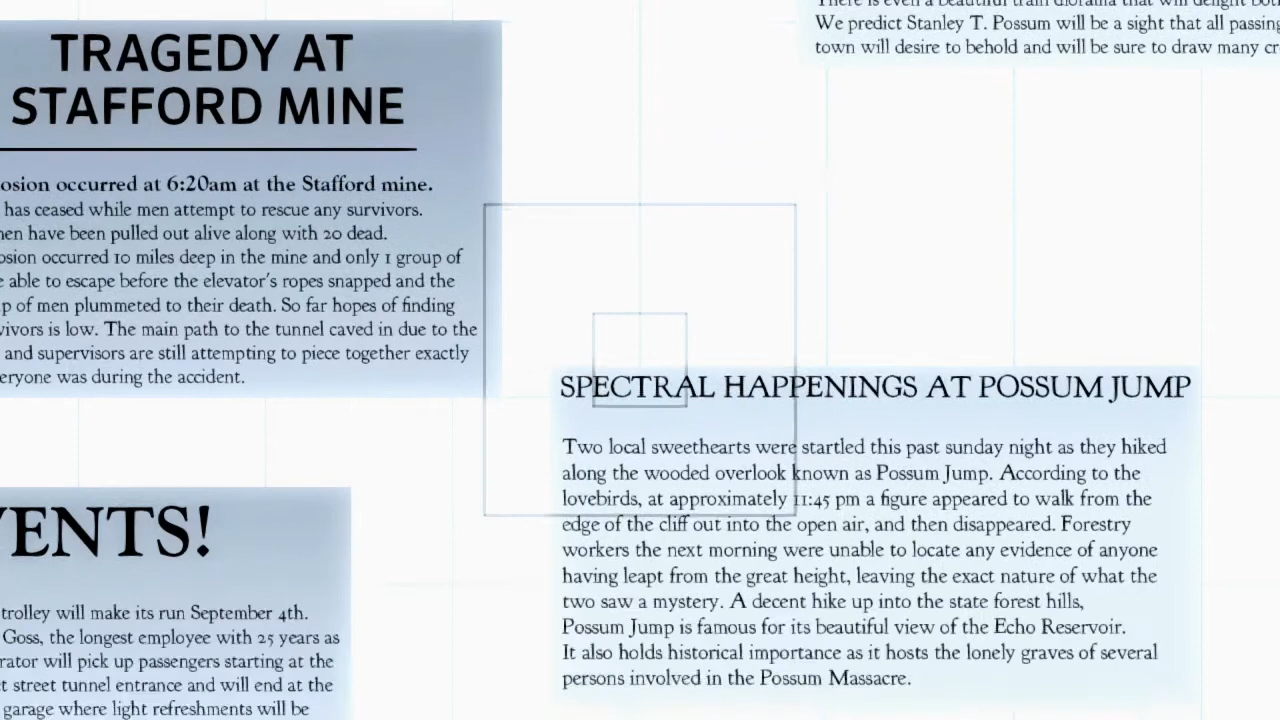 We predict Stanley T. Possum will be a sight that all passing
town will desire to behold and will be sure to draw many
TRAGEDY AT
STAFFORD MINE
occurred at 6:20am at the Stafford mine.
has ceased while men attempt to rescue any survivors.
have been pulled out alive along with 20 dead.
occurred 10 miles deep in the mine and only 1 group of
able to escape before the elevator's ropes snapped and the
of men plummeted to their death. So far hopes of finding
is low. The main path to the tunnel caved in due to the
and supervisors are still attempting to piece together exactly
was during the accident.
SPECTRAL HAPPENINGS AT POSSUM JUMP
Two local sweethearts were startled this past sunday night as they hiked
along the wooded overlook known as Possum Jump. According to the
lovebirds, at approximately 11:45 pm a figure appeared to walk from the
edge of the cliff out into the open air, and then disappeared. Forestry
workers the next morning were unable to locate any evidence of anyone
having leapt from the great height, leaving the exact nature of what the
two saw a mystery. A decent hike up into the state forest hills,
Possum Jump is famous for its beautiful view of the Echo Reservoir.
It also holds historical importance as it hosts the lonely graves of several
persons involved in the Possum Massacre.
VENTS!
trolley will make its run September 4th.
Goss, the longest employee with 25 years as
will pick up passengers starting at the
street tunnel entrance and will end at the
garage where light refreshments will be